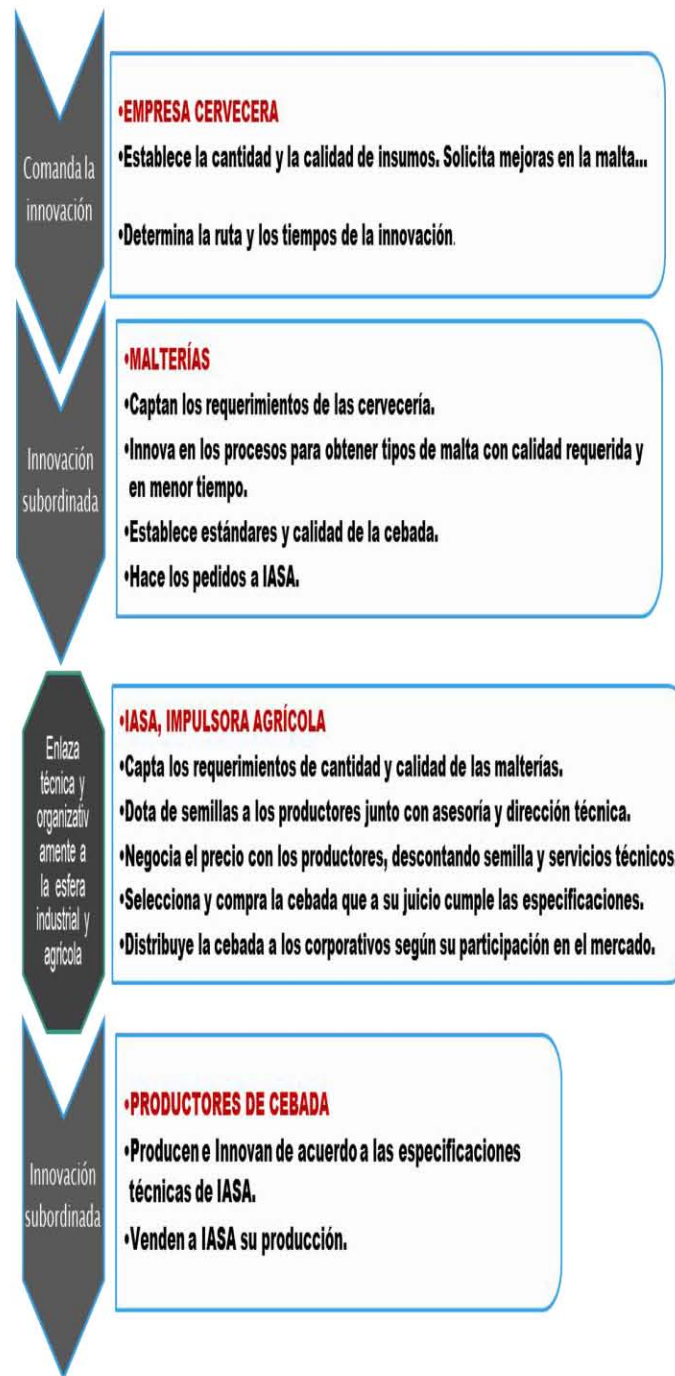 Comanda la
innovación
•EMPRESA CERVECERA
•Establece la cantidad y la calidad de insumos. Solicita mejoras en la malta...
•Determina la ruta y los tiempos de la innovación.
Innovación
subordinada
•MALTERÍAS
•Captan los requerimientos de las cervecería.
•Innova en los procesos para obtener tipos de malta con calidad requerida y
en menor tiempo.
•Establece estándares y calidad de la cebada.
•Hace los pedidos a IASA.
Enlaza
técnica y
organizativ
amente a
la esfera
industrial y
agrícola
•IASA, IMPULSORA AGRÍCOLA
•Capta los requerimientos de cantidad y calidad de las malterías.
•Dota de semillas a los productores junto con asesoría y dirección técnica.
•Negocia el precio con los productores, descontando semilla y servicios técnicos.
•Selecciona y compra la cebada que a su juicio cumple las especificaciones.
•Distribuye la cebada a los corporativos según su participación en el mercado.
Innovación
subordinada
•PRODUCTORES DE CEBADA
•Producen e Innovan de acuerdo a las especificaciones
técnicas de IASA.
•Venden a IASA su producción.